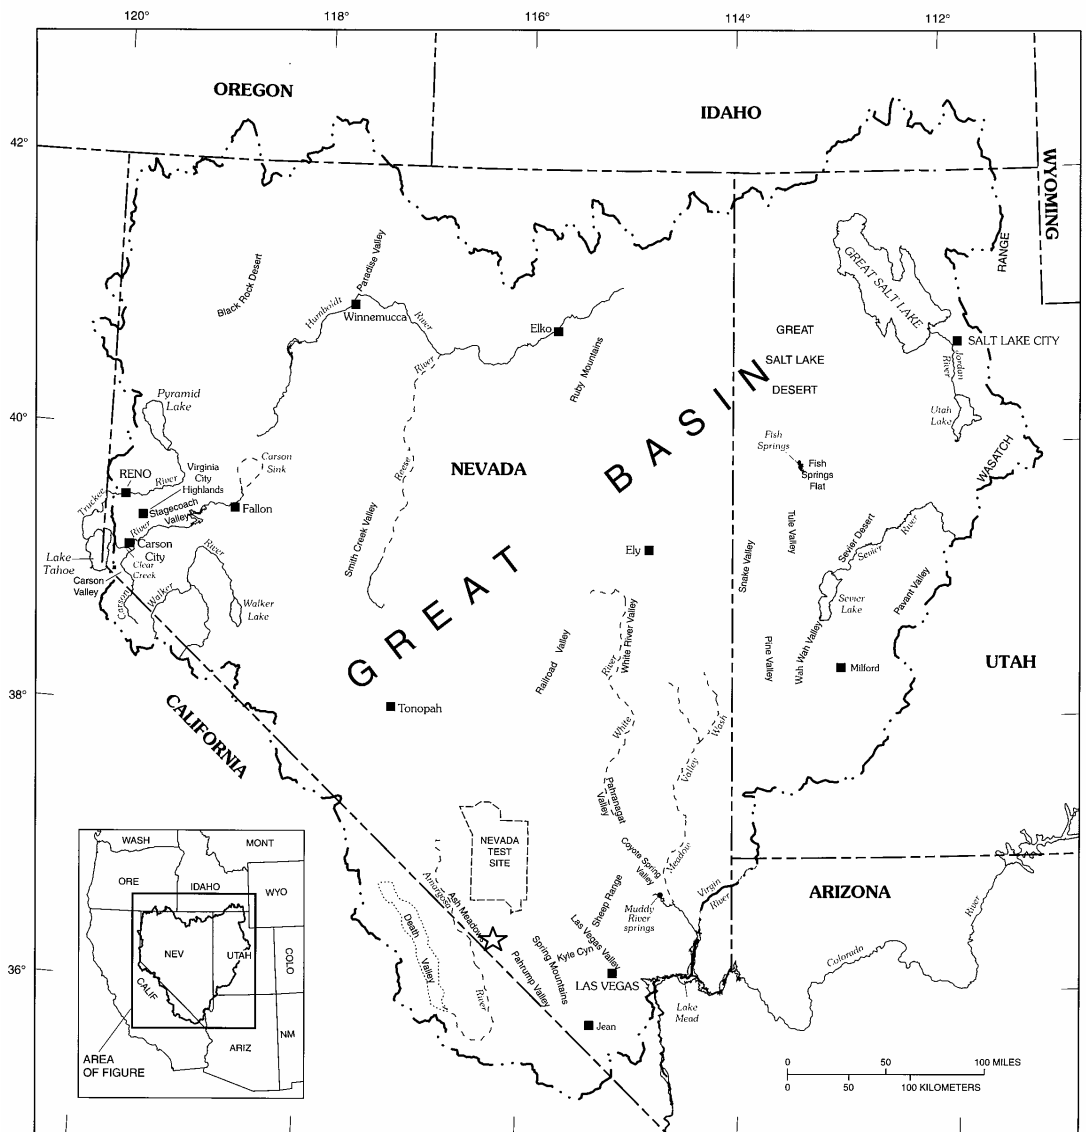 120°
118°
116°
114°
112°
OREGON
IDAHO
42°
WYOMING
RANGE
Black Rock Desert
Paradise Valley
Humboldt
River
Winnemucca
Elko
River
Ruby Mountains
GREAT SALT LAKE
GREAT
SALT LAKE
DESERT
SALT LAKE CITY
Jordan
River
Utah
Lake
Pyramid
Lake
40°
GREAT BASIN
NEVADA
Reese
Carson
Sink
Fish
Springs
Fish
Springs
Flat
WASATCH
RENO
River
Truckee
Virginia
City
Highlands
Stagecoach
Valley
Fallon
River
Carson
City
Clear
Creek
Lake
Tahoe
Carson
Valley
Carson
Walker
River
Walker
Lake
Smith Creek Valley
Ely
Tule Valley
Snake Valley
Sevier Desert
Sevier
River
Sevier
Lake
Pavant Valley
Wah Wah Valley
Pine Valley
Milford
UTAH
Railroad Valley
White River Valley
River
White
38°
Tonopah
CALIFORNIA
Wash
Valley
Meadow
Pahranagat
Valley
Coyote Spring
Valley
NEVADA
TEST
SITE
Virgin
River
ARIZONA
Muddy
River
springs
Sheep Range
Las Vegas Valley
Kyle Cyn
Amargosa
Ash Meadows
River
Death
Valley
Spring Mountains
Pahrump Valley
36°
LAS VEGAS
Lake
Mead
Jean
Colorado
River
WASH
MONT
ORE
IDAHO
WYO
NEV
UTAH
COLO
CALIF
ARIZ
NM
AREA
OF FIGURE
0 50 100 MILES
0 50 100 KILOMETERS